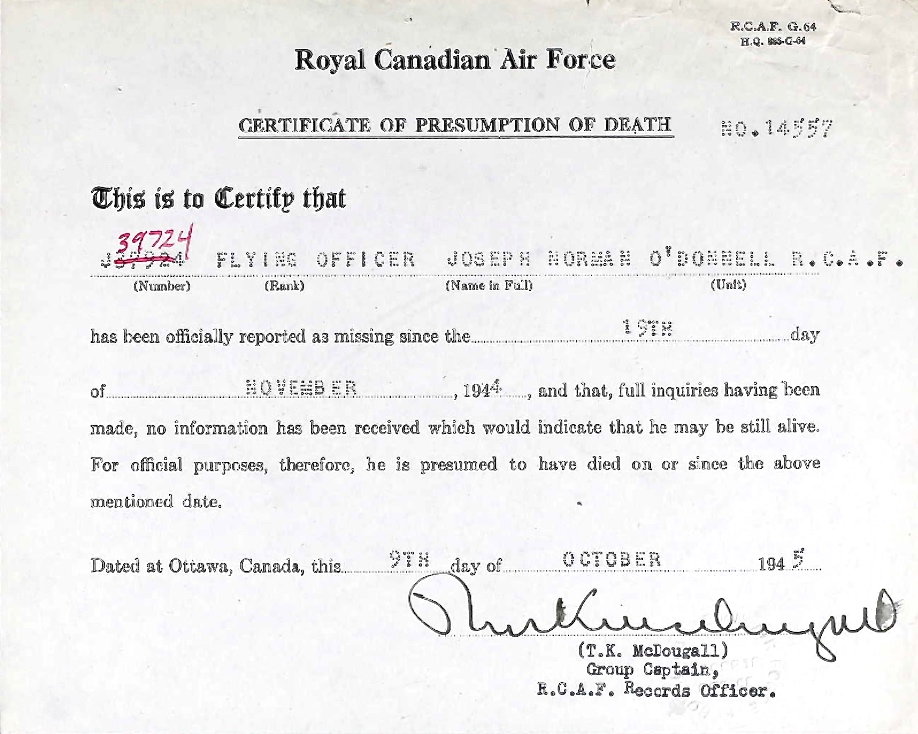 R.C.A.F. G.64
H.Q. 885-G-64
Royal Canadian Air Force
CERTIFICATE OF PRESUMPTION OF DEATH NO.14557
This is to Certify that
39724
J37924 FLYING OFFICER JOSEPH NORMAN O'DONNELL R.C.A.F.
(Number) (Rank) (Name in Full) (Unit)
has been officially reported as missing since the 19TH day
of NOVEMBER , 1944 , and that, full inquiries having been
made, no information has been received which would indicate that he may be still alive.
For official purposes, therefore, he is presumed to have died on or since the above
mentioned date.
Dated at Ottawa, Canada, this 9TH day of OCTOBER 1945
(T.K. McDougall)
Group Captain,
R.C.A.F. Records Officer.